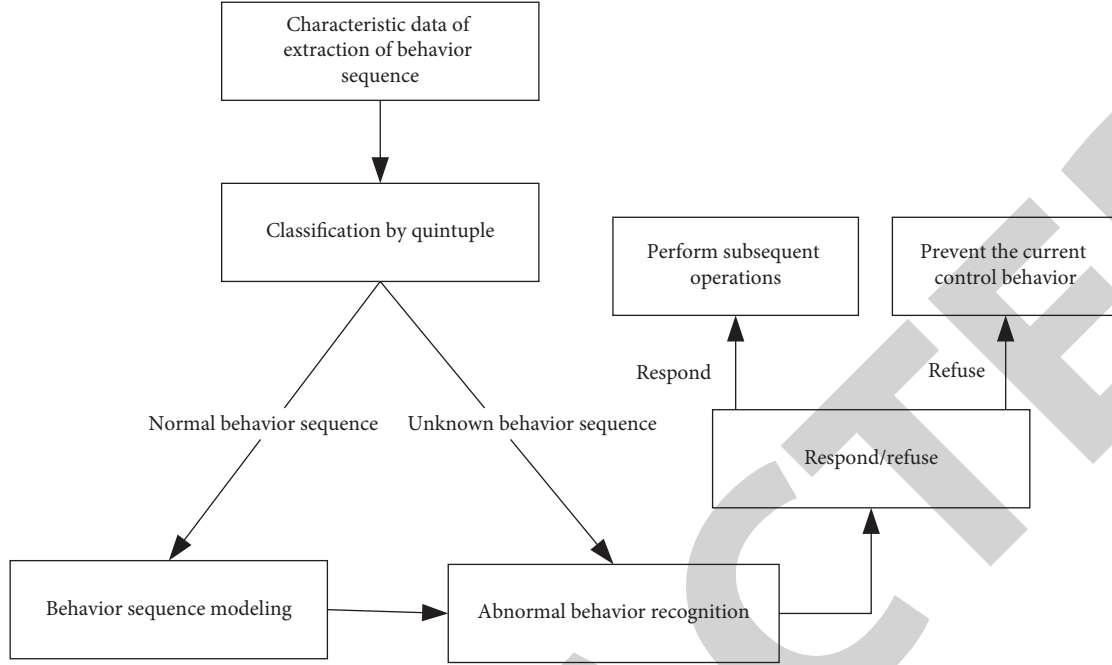 Characteristic data of
extraction of behavior
sequence
Classification by quintuple
Perform subsequent
operations
Prevent the current
control behavior
Respond
Refuse
Normal behavior sequence
Unknown behavior sequence
Respond/refuse
Behavior sequence modeling
Abnormal behavior recognition